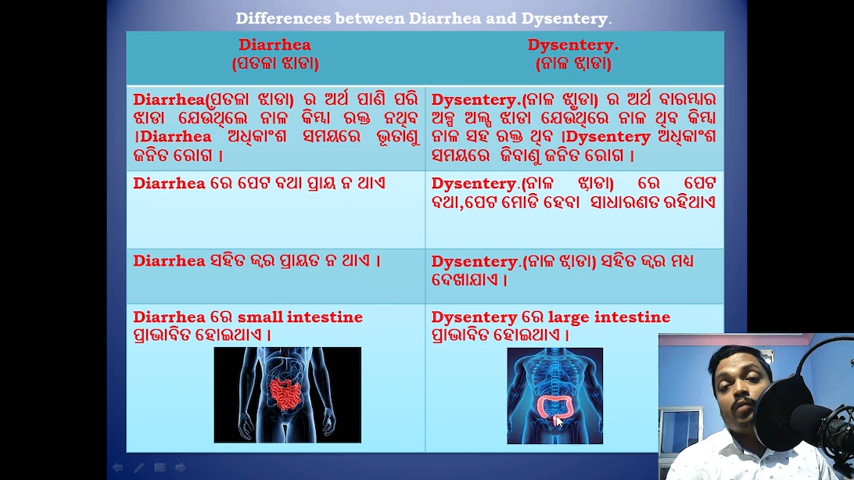 Differences between Diarrhea and Dysentery.
Diarrhea
(ପତଳା ଝାଡା)
Dysentery.
(ନାଳ ଝାଡା)
Diarrhea(ପତଳା ଝାଡା) ର ଅର୍ଥ ପାଣି ପରି
ଝାଡା ଯେଉଁଥିଲେ ନାଳ କିମ୍ବା ରକ୍ତ ନଥିବ
।Diarrhea ଅଧିକାଂଶ ସମୟରେ ଭୂତାଣୁ
ଜନିତ ରୋଗ ।
Dysentery.(ନାଳ ଝାଡା) ର ଅର୍ଥ ବାରମ୍ବାର
ଅଳ୍ପ ଅଳ୍ପ ଝାଡା ଯେଉଁଥିରେ ନାଳ ଥିବ କିମ୍ବା
ନାଳ ସହ ରକ୍ତ ଥିବ ।Dysentery ଅଧିକାଂଶ
ସମୟରେ ଜିବାଣୁ ଜନିତ ରୋଗ ।
Diarrhea ରେ ପେଟ ବଥା ପ୍ରାୟ ନ ଥାଏ
Dysentery.(ନାଳ ଝାଡା) ରେ ପେଟ
ବଥା,ପେଟ ମୋଡି ହେବା ସାଧାରଣତ ରହିଥାଏ
Diarrhea ସହିତ ଜ୍ଵର ପ୍ରାୟତ ନ ଥାଏ ।
Dysentery.(ନାଳ ଝାଡା) ସହିତ ଜ୍ଵର ମଧ୍ୟ
ଦେଖାଯାଏ ।
Diarrhea ରେ small intestine
ପ୍ରାଭାବିତ ହୋଇଥାଏ ।
Dysentery ରେ large intestine
ପ୍ରାଭାବିତ ହୋଇଥାଏ ।